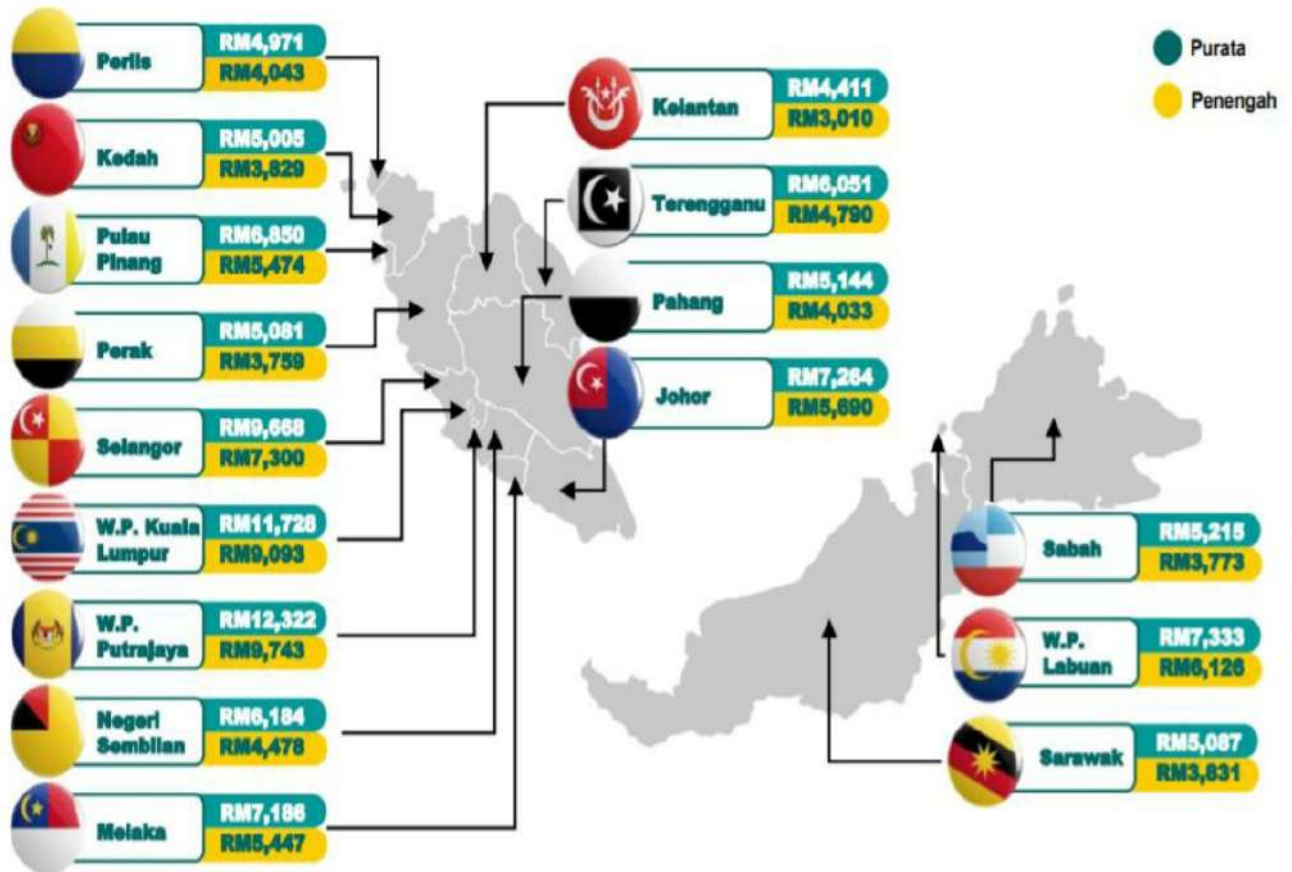 Perlis
RM4,971
RM4,043
Kedah
RM5,005
RM3,829
Pulau
Pinang
RM6,850
RM5,474
Perak
RM5,081
RM3,759
Selangor
RM9,668
RM7,300
W.P. Kuala
Lumpur
RM11,728
RM9,093
W.P.
Putrajaya
RM12,322
RM9,743
Negeri
Sembilan
RM6,184
RM4,478
Melaka
RM7,186
RM5,447
Kelantan
RM4,411
RM3,010
Terengganu
RM6,051
RM4,790
Pahang
RM5,144
RM4,033
Johor
RM7,264
RM5,690
Purata
Penengah
Sabah
RM5,215
RM3,773
W.P.
Labuan
RM7,333
RM6,126
Sarawak
RM5,087
RM3,831